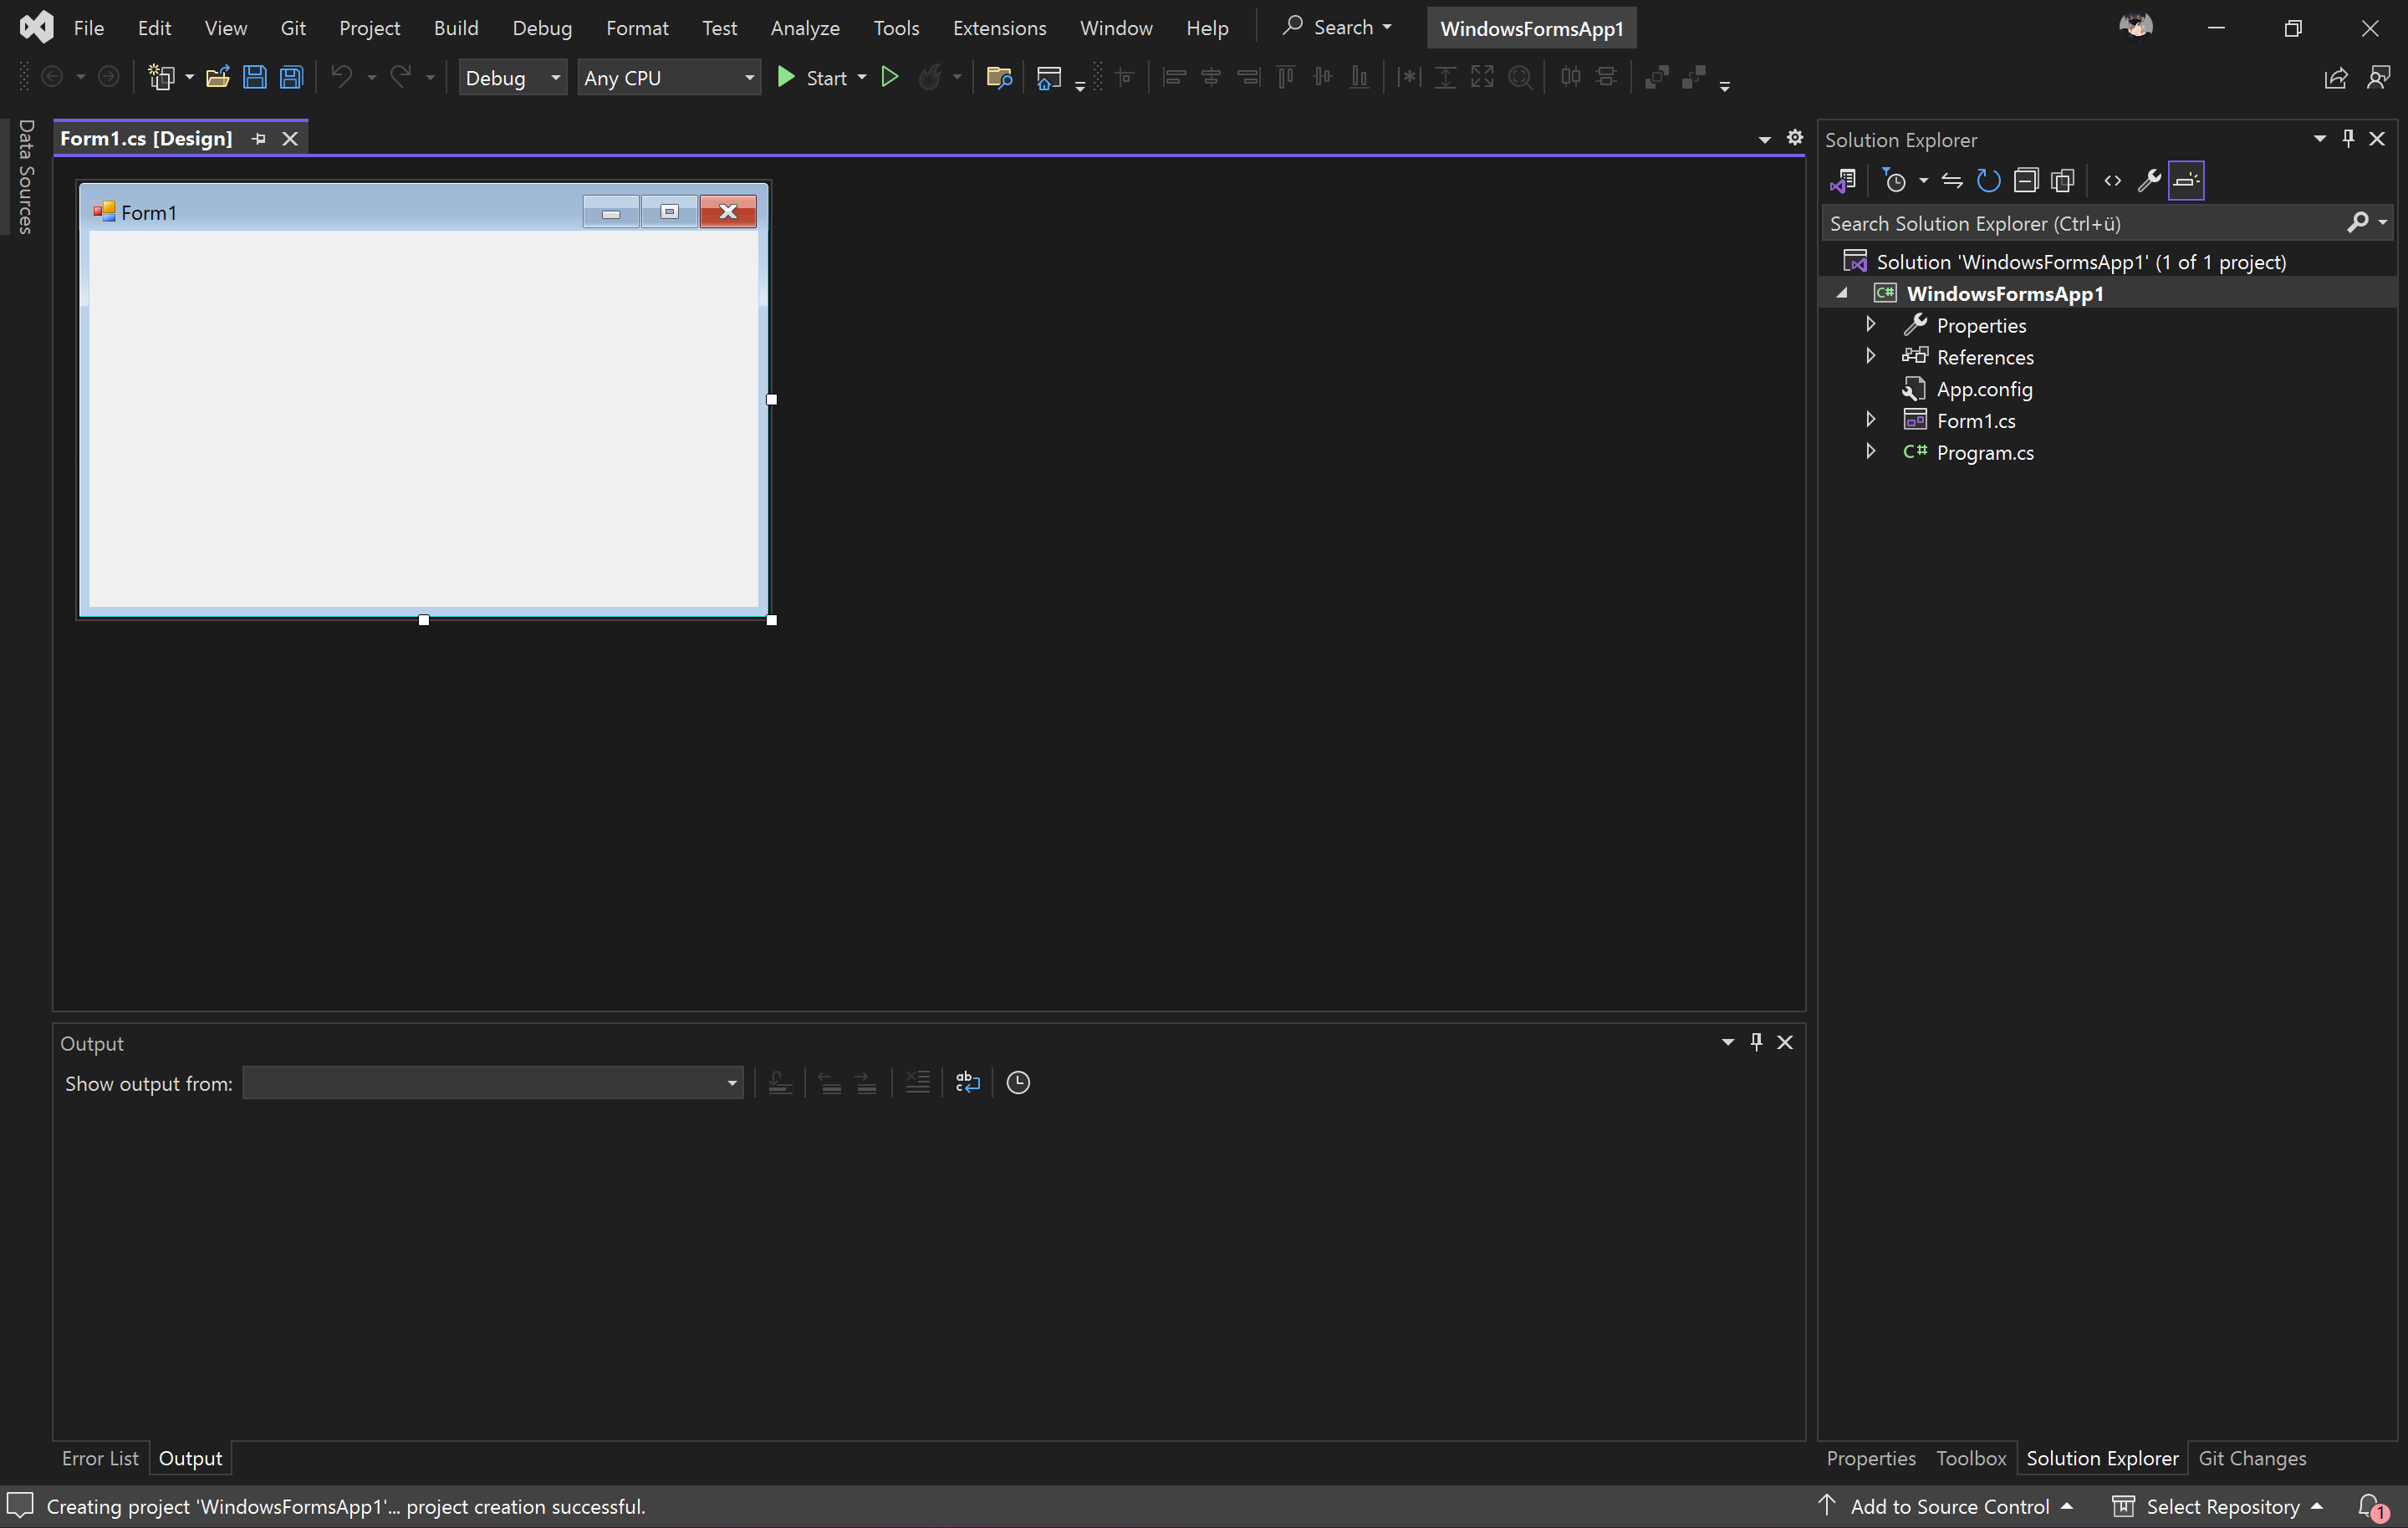 File Edit View Git Project Build Debug Format Test Analyze Tools Extensions Window Help Search WindowsFormsApp1
Debug Any CPU Start
Data Sources
Form1.cs [Design]
Form1
Solution Explorer
Search Solution Explorer (Ctrl+ü)
Solution 'WindowsFormsApp1' (1 of 1 project)
C# WindowsFormsApp1
Properties
References
App.config
Form1.cs
C# Program.cs
Output
Show output from:
Error List Output
Properties Toolbox Solution Explorer Git Changes
Creating project 'WindowsFormsApp1'... project creation successful.
Add to Source Control Select Repository 1